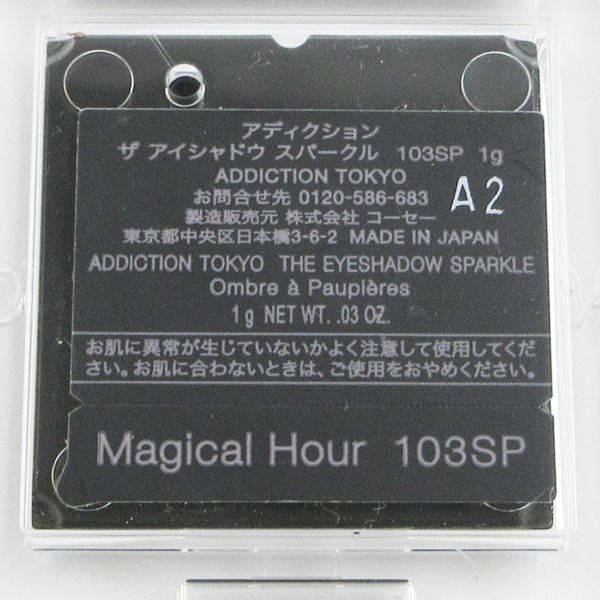 アディクション
ザ アイシャドウ スパークル 103SP 1g
ADDICTION TOKYO
お問合せ先 0120-586-683
A2
製造販売元 株式会社 コーセー
東京都中央区日本橋3-6-2 MADE IN JAPAN
ADDICTION TOKYO THE EYESHADOW SPARKLE
Ombre à Paupières
1 g NET WT. .03 OZ.
お肌に異常が生じていないかよく注意して使用してくだ
さい。お肌に合わないときは、ご使用をおやめください。
Magical Hour 103SP